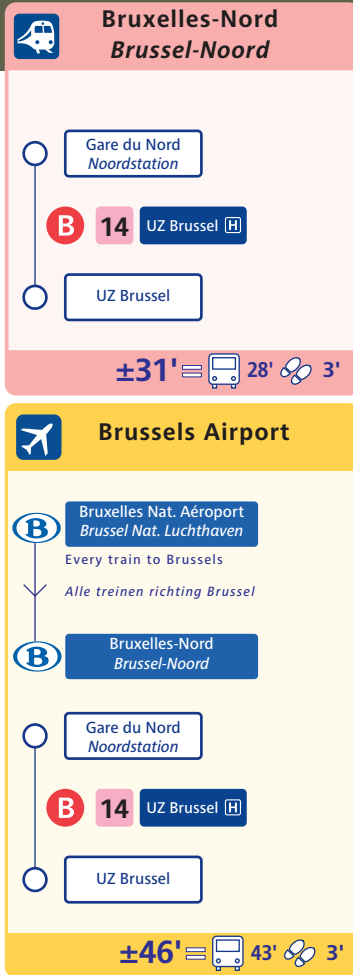 Bruxelles-Nord
Brussel-Noord
Gare du Nord
Noordstation
B 14 UZ Brussel H
UZ Brussel
±31' = 28' 3'
Brussels Airport
B Bruxelles Nat. Aéroport
Brussel Nat. Luchthaven
Every train to Brussels
Alle treinen richting Brussel
B Bruxelles-Nord
Brussel-Noord
Gare du Nord
Noordstation
B 14 UZ Brussel H
UZ Brussel
±46' = 43' 3'